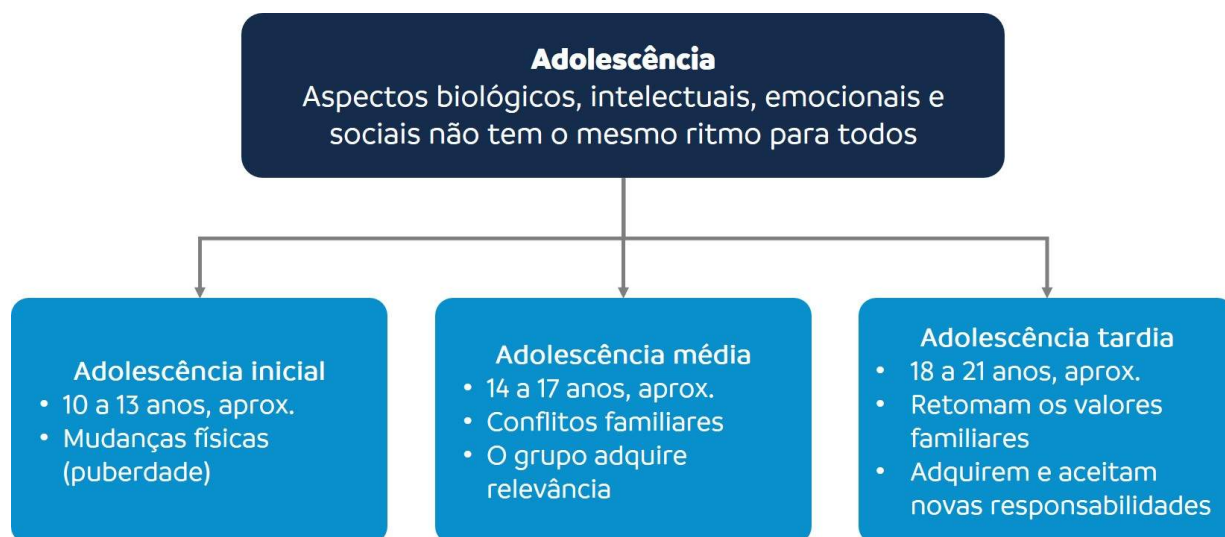 Adolescência
Aspectos biológicos, intelectuais, emocionais e
sociais não tem o mesmo ritmo para todos
Adolescência inicial
• 10 a 13 anos, aprox.
• Mudanças físicas
(puberdade)
Adolescência média
• 14 a 17 anos, aprox.
• Conflitos familiares
• O grupo adquire
relevância
Adolescência tardia
• 18 a 21 anos, aprox.
• Retomam os valores
familiares
• Adquirem e aceitam
novas responsabilidades